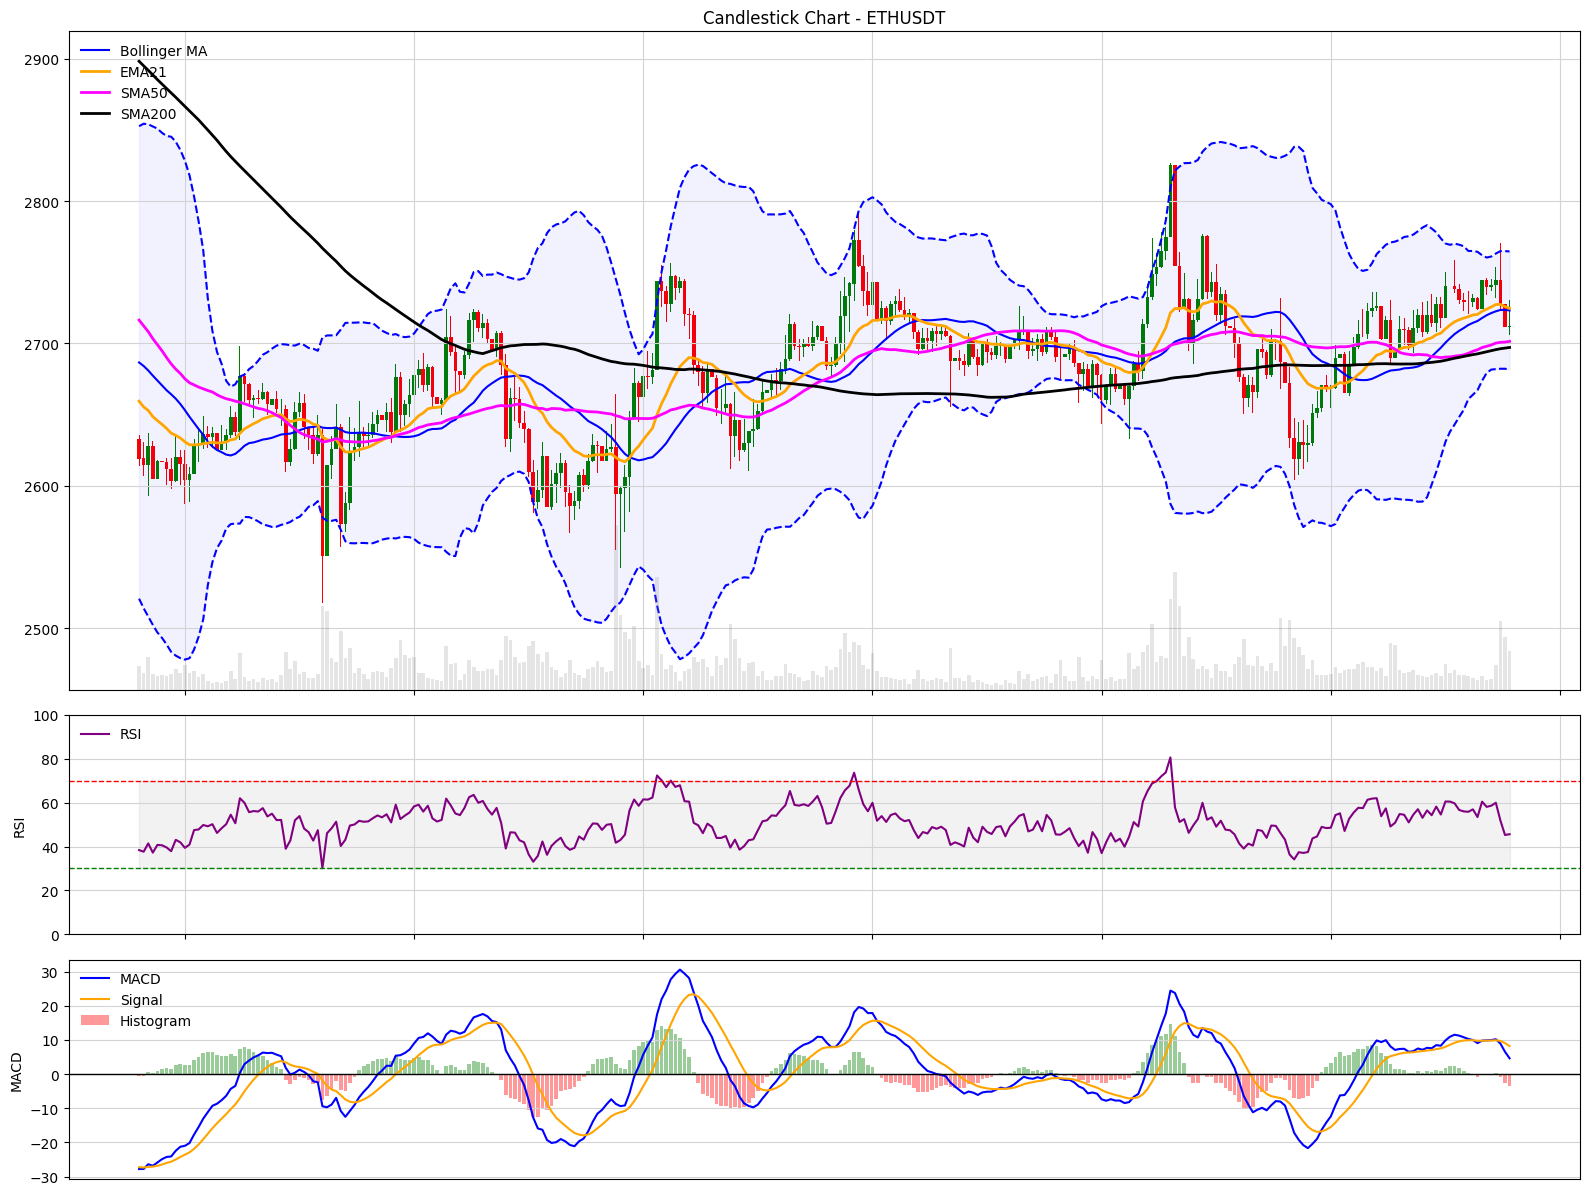 Candlestick Chart - ETHUSDT
Bollinger MA
EMA21
SMA50
SMA200
2900
2800
2700
2600
2500
RSI
100
80
60
40
20
0
RSI
MACD
Signal
Histogram
30
20
10
0
−10
−20
−30
MACD